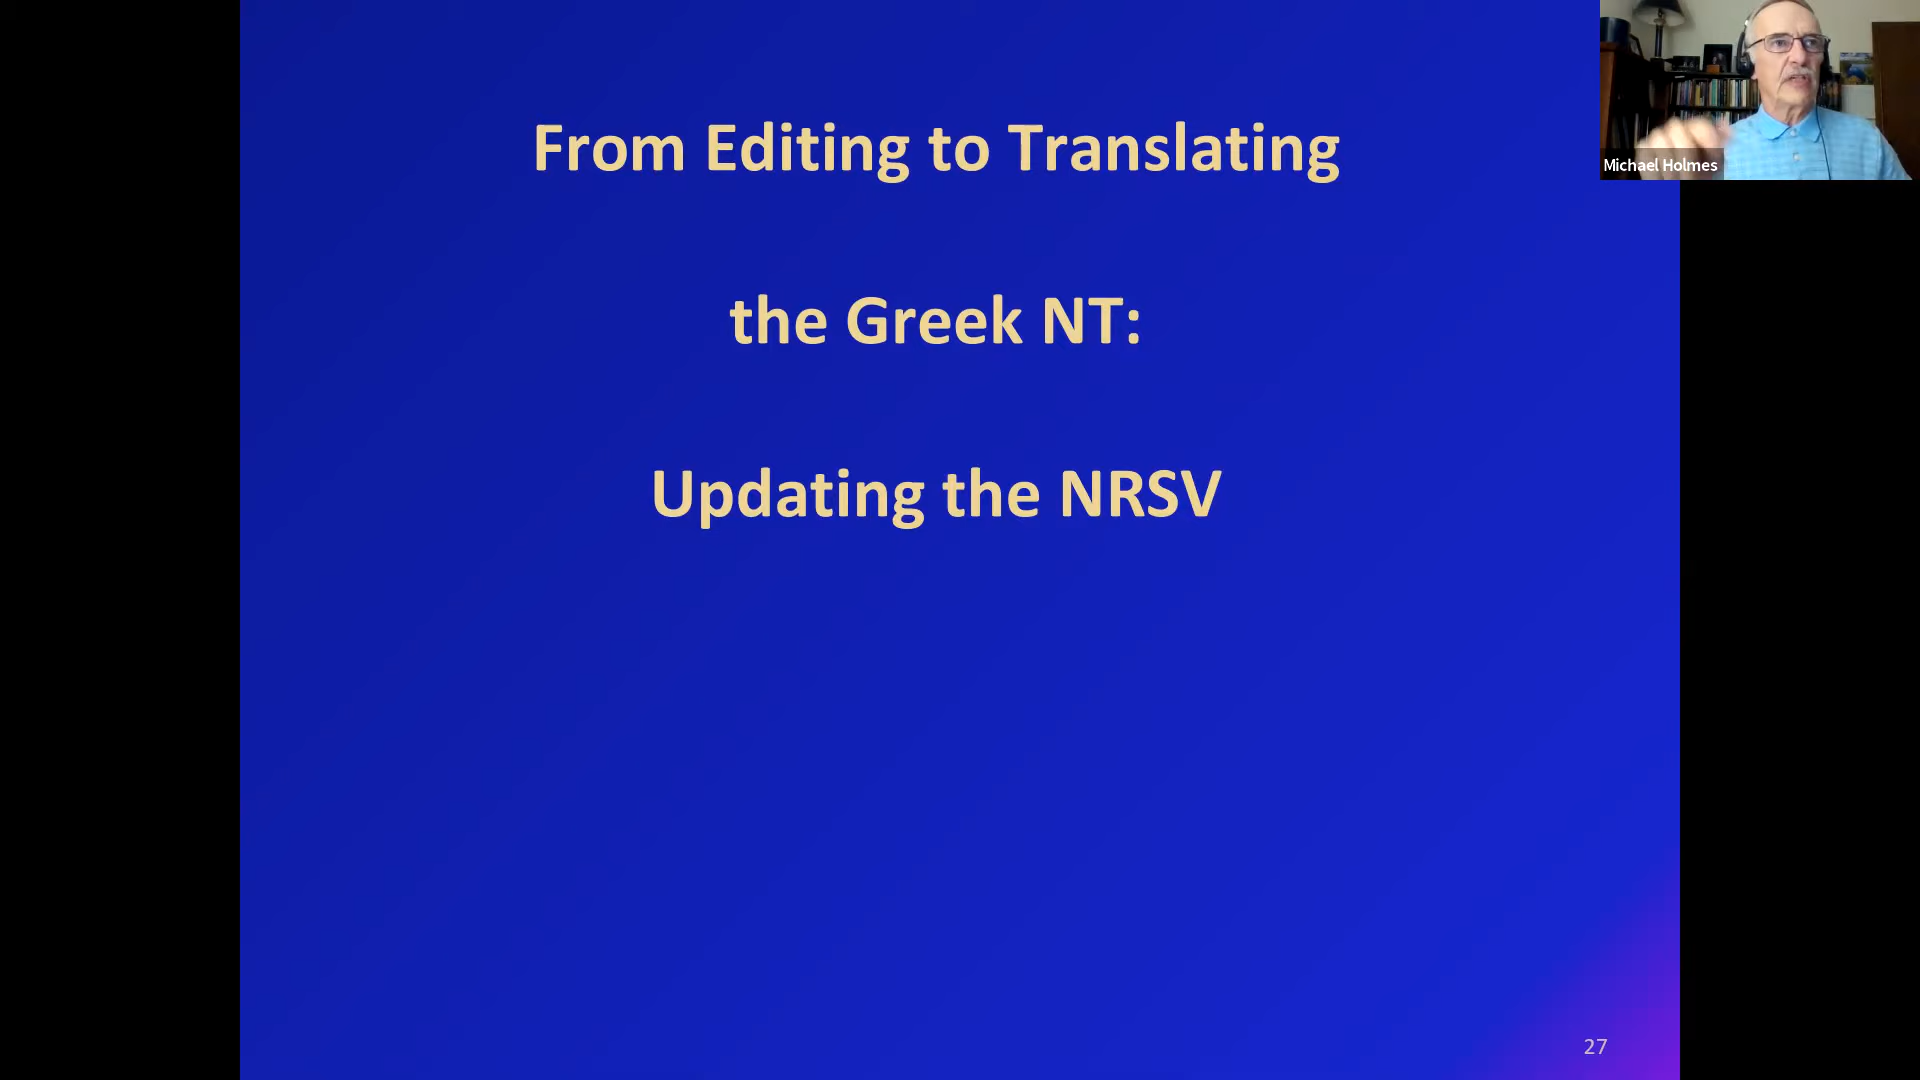 From Editing to Translating
the Greek NT:
Updating the NRSV
Michael Holmes
27